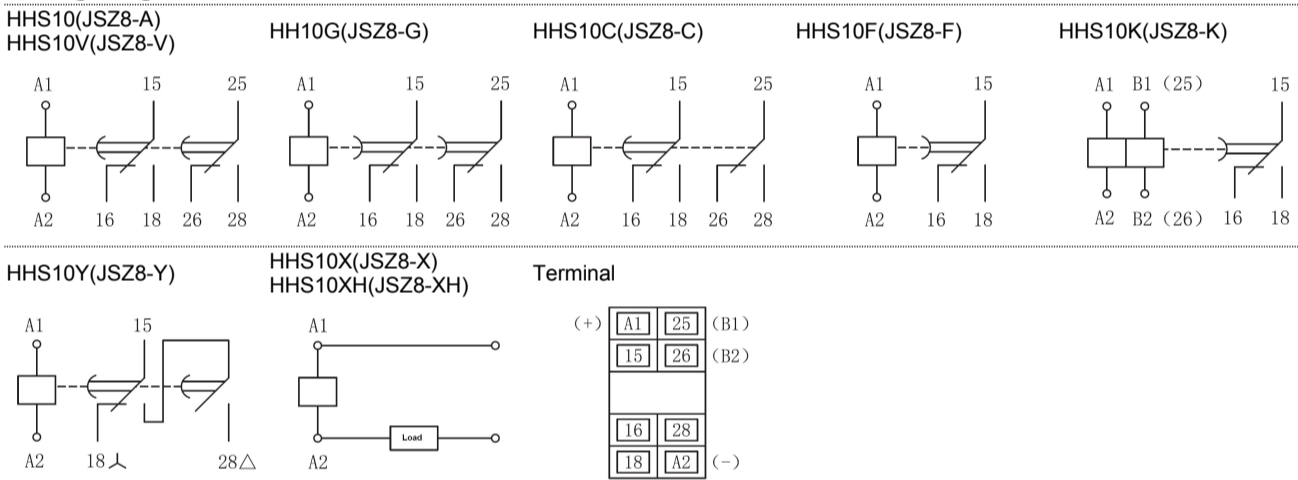 HHS10(JSZ8-A)
HHS10V(JSZ8-V)
A1 15 25
A2 16 18 26 28
HH10G(JSZ8-G)
A1 15 25
A2 16 18 26 28
HHS10C(JSZ8-C)
A1 15 25
A2 16 18 26 28
HHS10F(JSZ8-F)
A1 15
A2 16 18
HHS10K(JSZ8-K)
A1 B1 (25) 15
A2 B2 (26) 16 18
HHS10Y(JSZ8-Y)
A1 15
A2 18⅄ 28△
HHS10X(JSZ8-X)
HHS10XH(JSZ8-XH)
A1
Load
A2
Terminal
(+) A1 25 (B1)
15 26 (B2)
16 28
18 A2 (-)